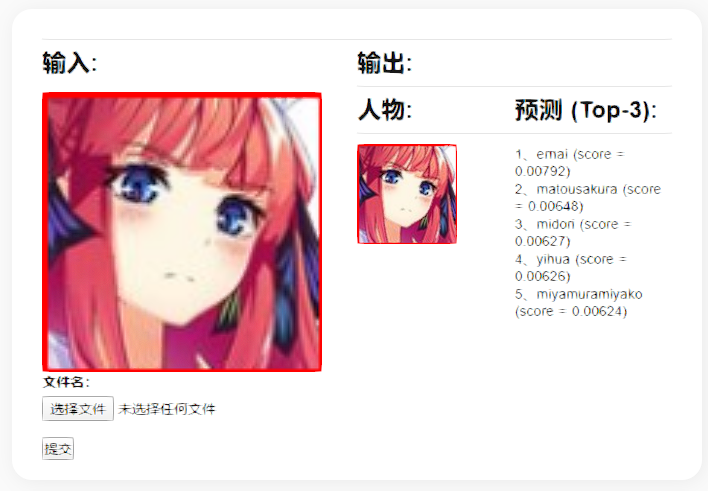 输入:
输出:
人物:
预测 (Top-3):
1、emai (score =
0.00792)
2、matousakura (score
= 0.00648)
3、midori (score =
0.00627)
4、yihua (score =
0.00626)
5、miyamuramiyako
(score = 0.00624)
文件名:
选择文件 未选择任何文件
提交